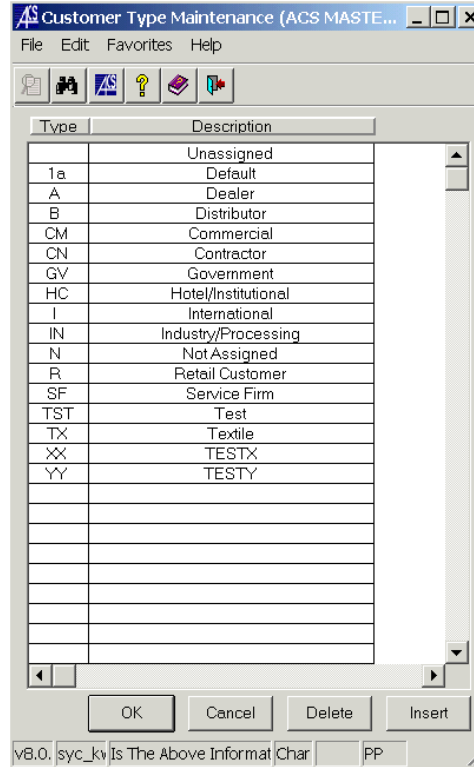 Customer Type Maintenance (ACS MASTE...
File Edit Favorites Help
Type Description
Unassigned
1a Default
A Dealer
B Distributor
CM Commercial
CN Contractor
GV Government
HC Hotel/Institutional
I International
IN Industry/Processing
N Not Assigned
R Retail Customer
SF Service Firm
TST Test
TX Textile
XX TESTX
YY TESTY
OK Cancel Delete Insert
v8.0. syc_kv Is The Above Informat Char PP